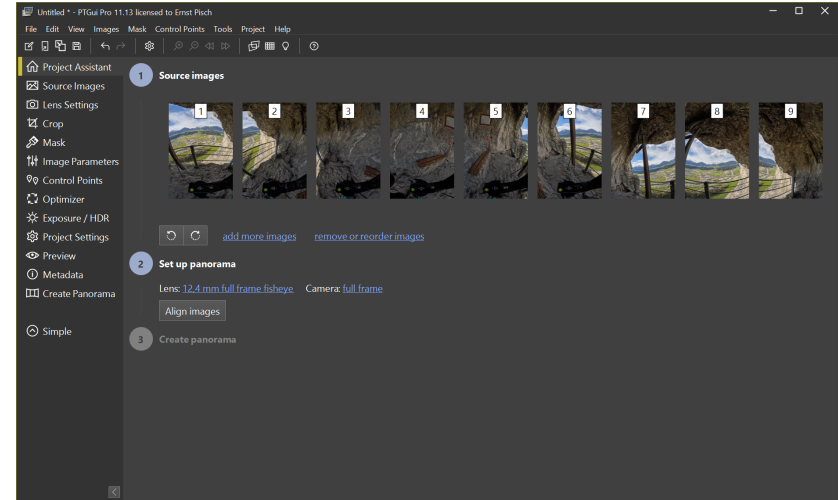 Untitled * - PTGui Pro 11.13 licensed to Ernst Pisch
File Edit View Images Mask Control Points Tools Project Help
Project Assistant
Source Images
Lens Settings
Crop
Mask
Image Parameters
Control Points
Optimizer
Exposure / HDR
Project Settings
Preview
Metadata
Create Panorama
Simple
1 Source images
1 2 3 4 5 6 7 8 9
add more images remove or reorder images
2 Set up panorama
Lens: 12.4 mm full frame fisheye Camera: full frame
Align images
3 Create panorama